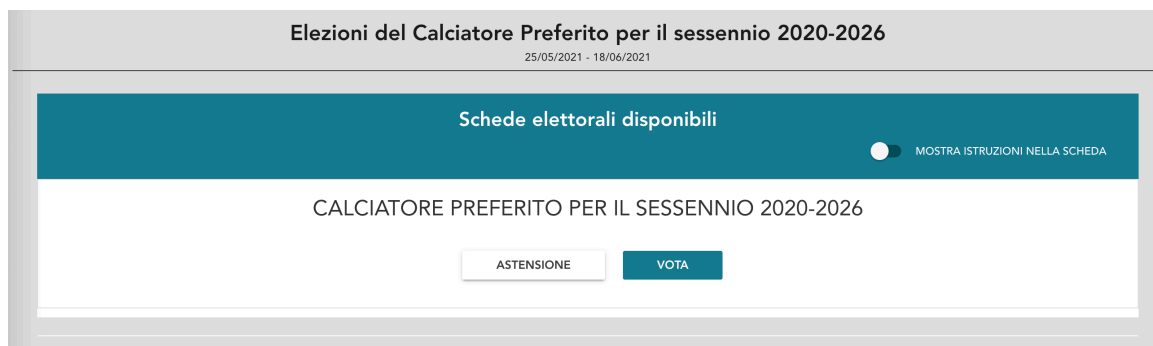 Elezioni del Calciatore Preferito per il sessennio 2020-2026
25/05/2021 - 18/06/2021
Schede elettorali disponibili
MOSTRA ISTRUZIONI NELLA SCHEDA
CALCIATORE PREFERITO PER IL SESSENNIO 2020-2026
ASTENSIONE VOTA